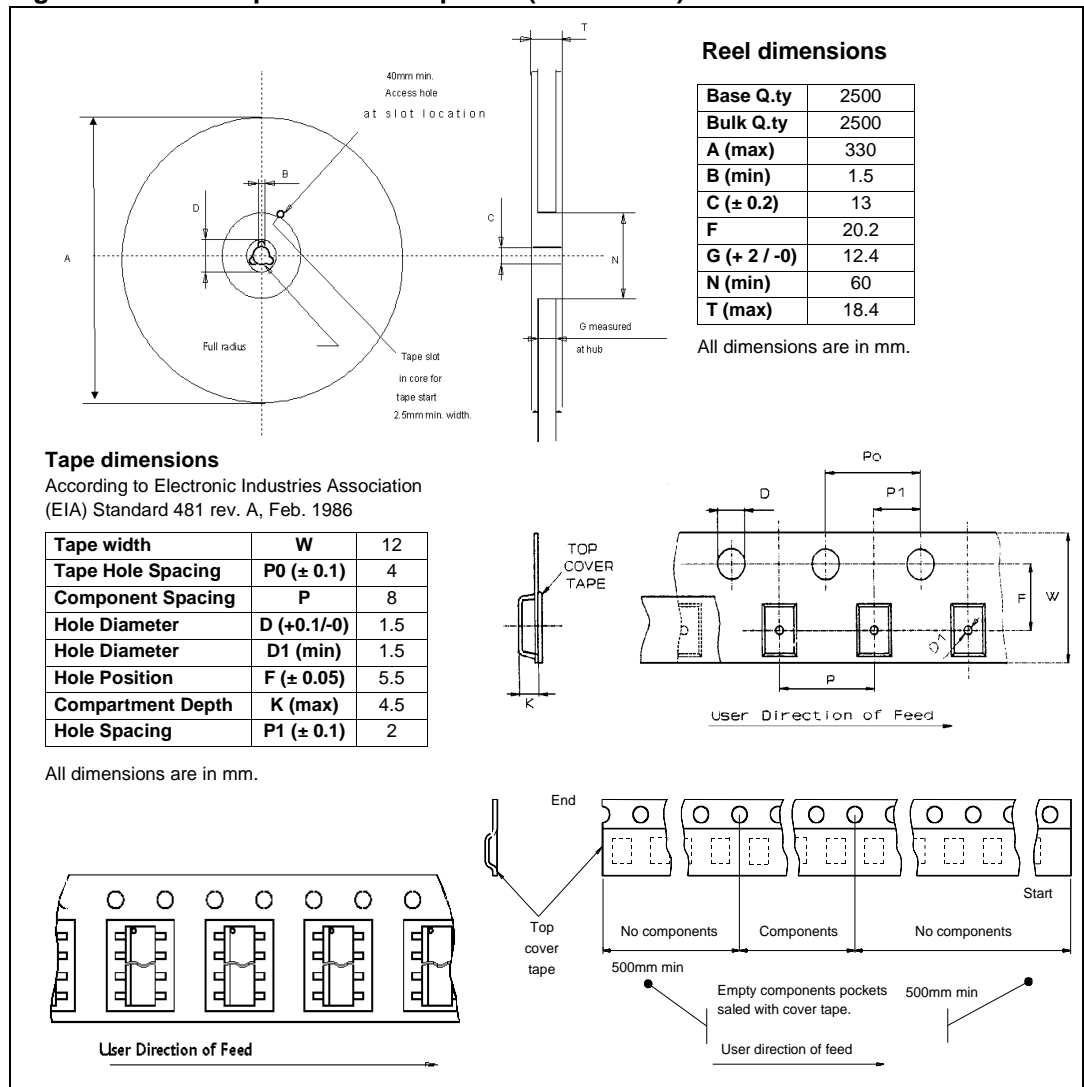 T
Reel dimensions
40mm min.
Access hole
at slot location
Base Q.ty 2500
Bulk Q.ty 2500
A (max) 330
B (min) 1.5
C (± 0.2) 13
F 20.2
G (+ 2 / -0) 12.4
N (min) 60
T (max) 18.4
All dimensions are in mm.
B
D
C
A
N
Full radius
G measured
at hub
Tape slot
in core for
tape start
2.5mm min. width.
Tape dimensions
According to Electronic Industries Association
(EIA) Standard 481 rev. A, Feb. 1986
Tape width W 12
Tape Hole Spacing P0 (± 0.1) 4
Component Spacing P 8
Hole Diameter D (+0.1/-0) 1.5
Hole Diameter D1 (min) 1.5
Hole Position F (± 0.05) 5.5
Compartment Depth K (max) 4.5
Hole Spacing P1 (± 0.1) 2
All dimensions are in mm.
Po
D
P1
TOP
COVER
TAPE
F
W
D1
K
P
User Direction of Feed
End
Start
Top
cover
tape
No components
Components
No components
500mm min
Empty components pockets
saled with cover tape.
500mm min
User direction of feed
User Direction of Feed